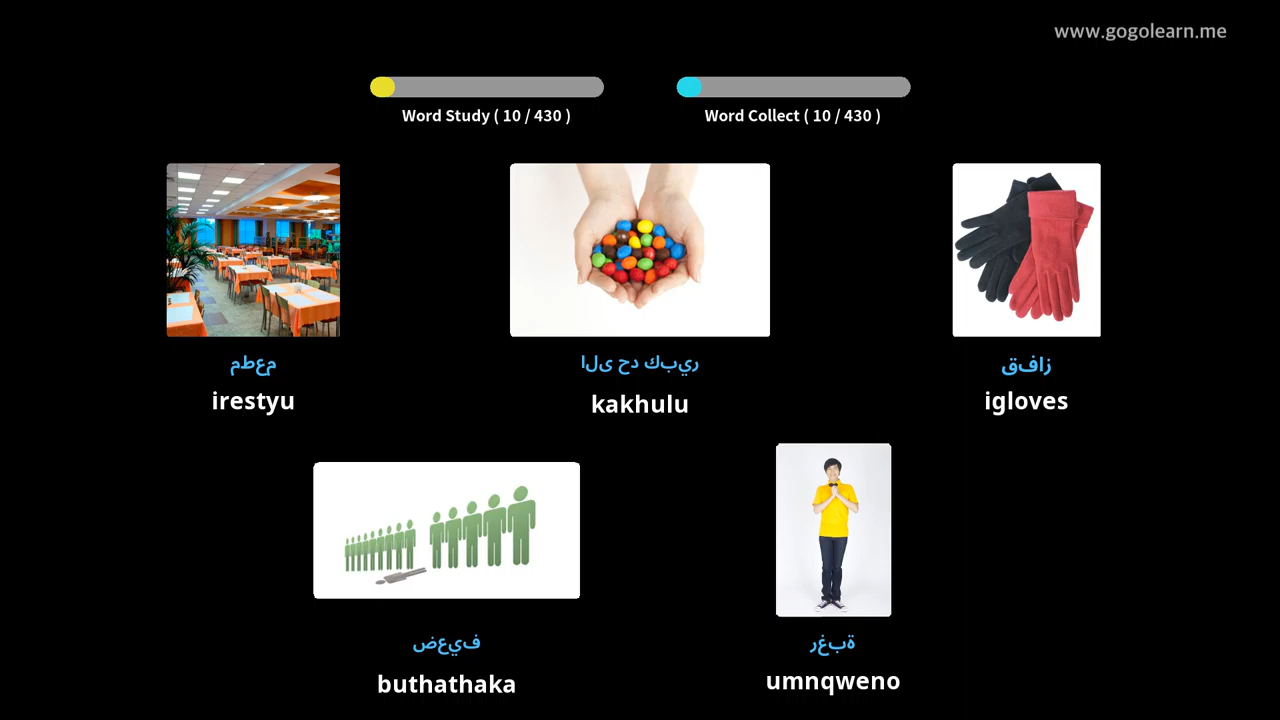 www.gogolearn.me
Word Study ( 10 / 430 )
Word Collect ( 10 / 430 )
مطعم
irestyu
الى حد كبير
kakhulu
قفاز
igloves
ضعيف
buthathaka
رغبة
umnqweno